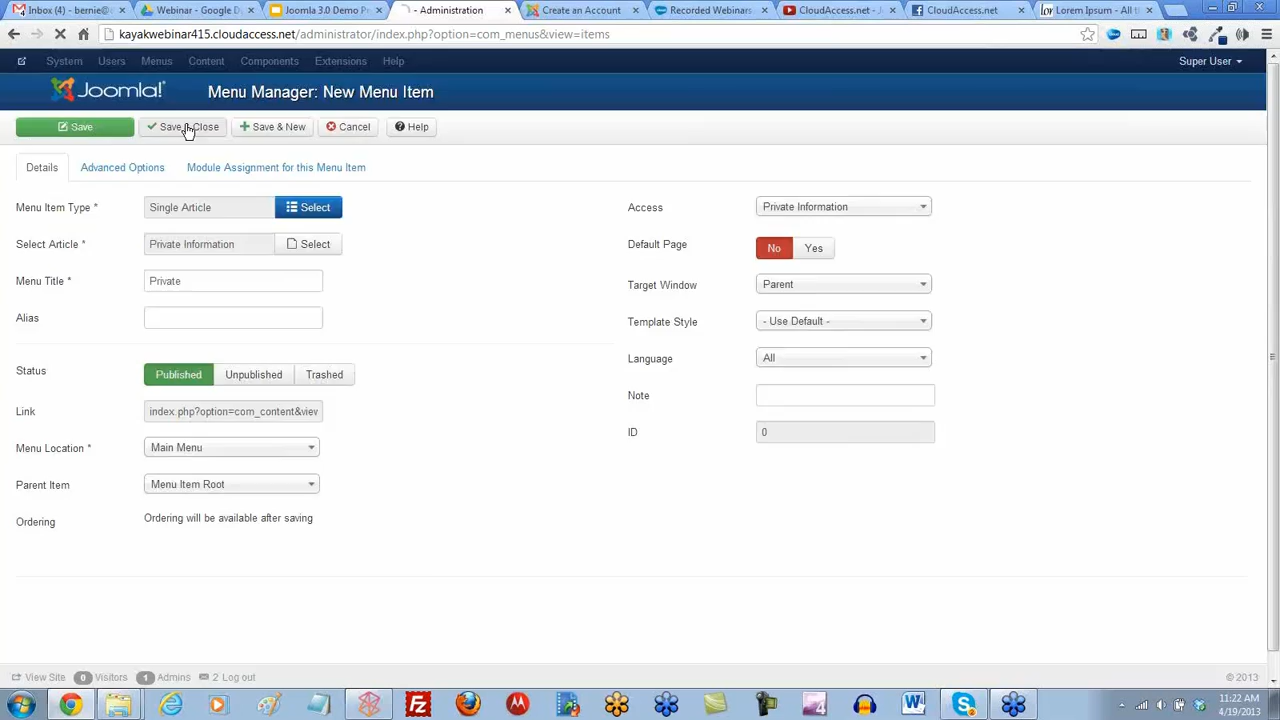 Inbox (4) - bernie@c
Webinar - Google D
Joomla 3.0 Demo P
- Administration
Create an Account
Recorded Webinars
CloudAccess.net - J
CloudAccess.net
Lorem Ipsum - All t
kayakwebinar415.cloudaccess.net/administrator/index.php?option=com_menus&view=items
System Users Menus Content Components Extensions Help Super User
Joomla! Menu Manager: New Menu Item
Save Save & Close Save & New Cancel Help
Details Advanced Options Module Assignment for this Menu Item
Menu Item Type * Single Article Select
Select Article * Private Information Select
Menu Title * Private
Alias
Status Published Unpublished Trashed
Link index.php?option=com_content&view
Menu Location * Main Menu
Parent Item Menu Item Root
Ordering Ordering will be available after saving
Access Private Information
Default Page No Yes
Target Window Parent
Template Style - Use Default -
Language All
Note
ID 0
View Site 0 Visitors 1 Admins 2 Log out © 2013
11:22 AM
4/19/2013